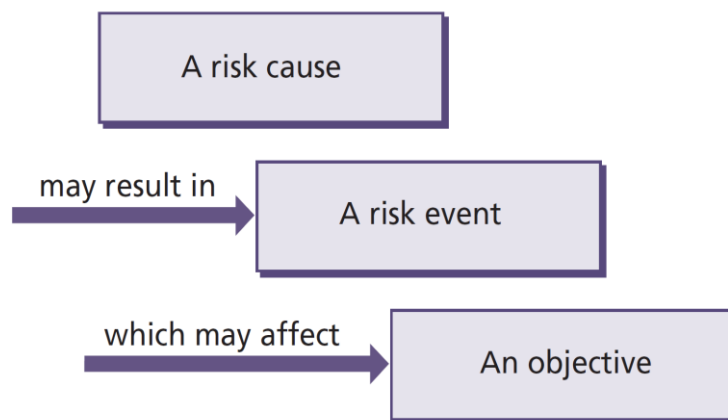 A risk cause
may result in
A risk event
which may affect
An objective